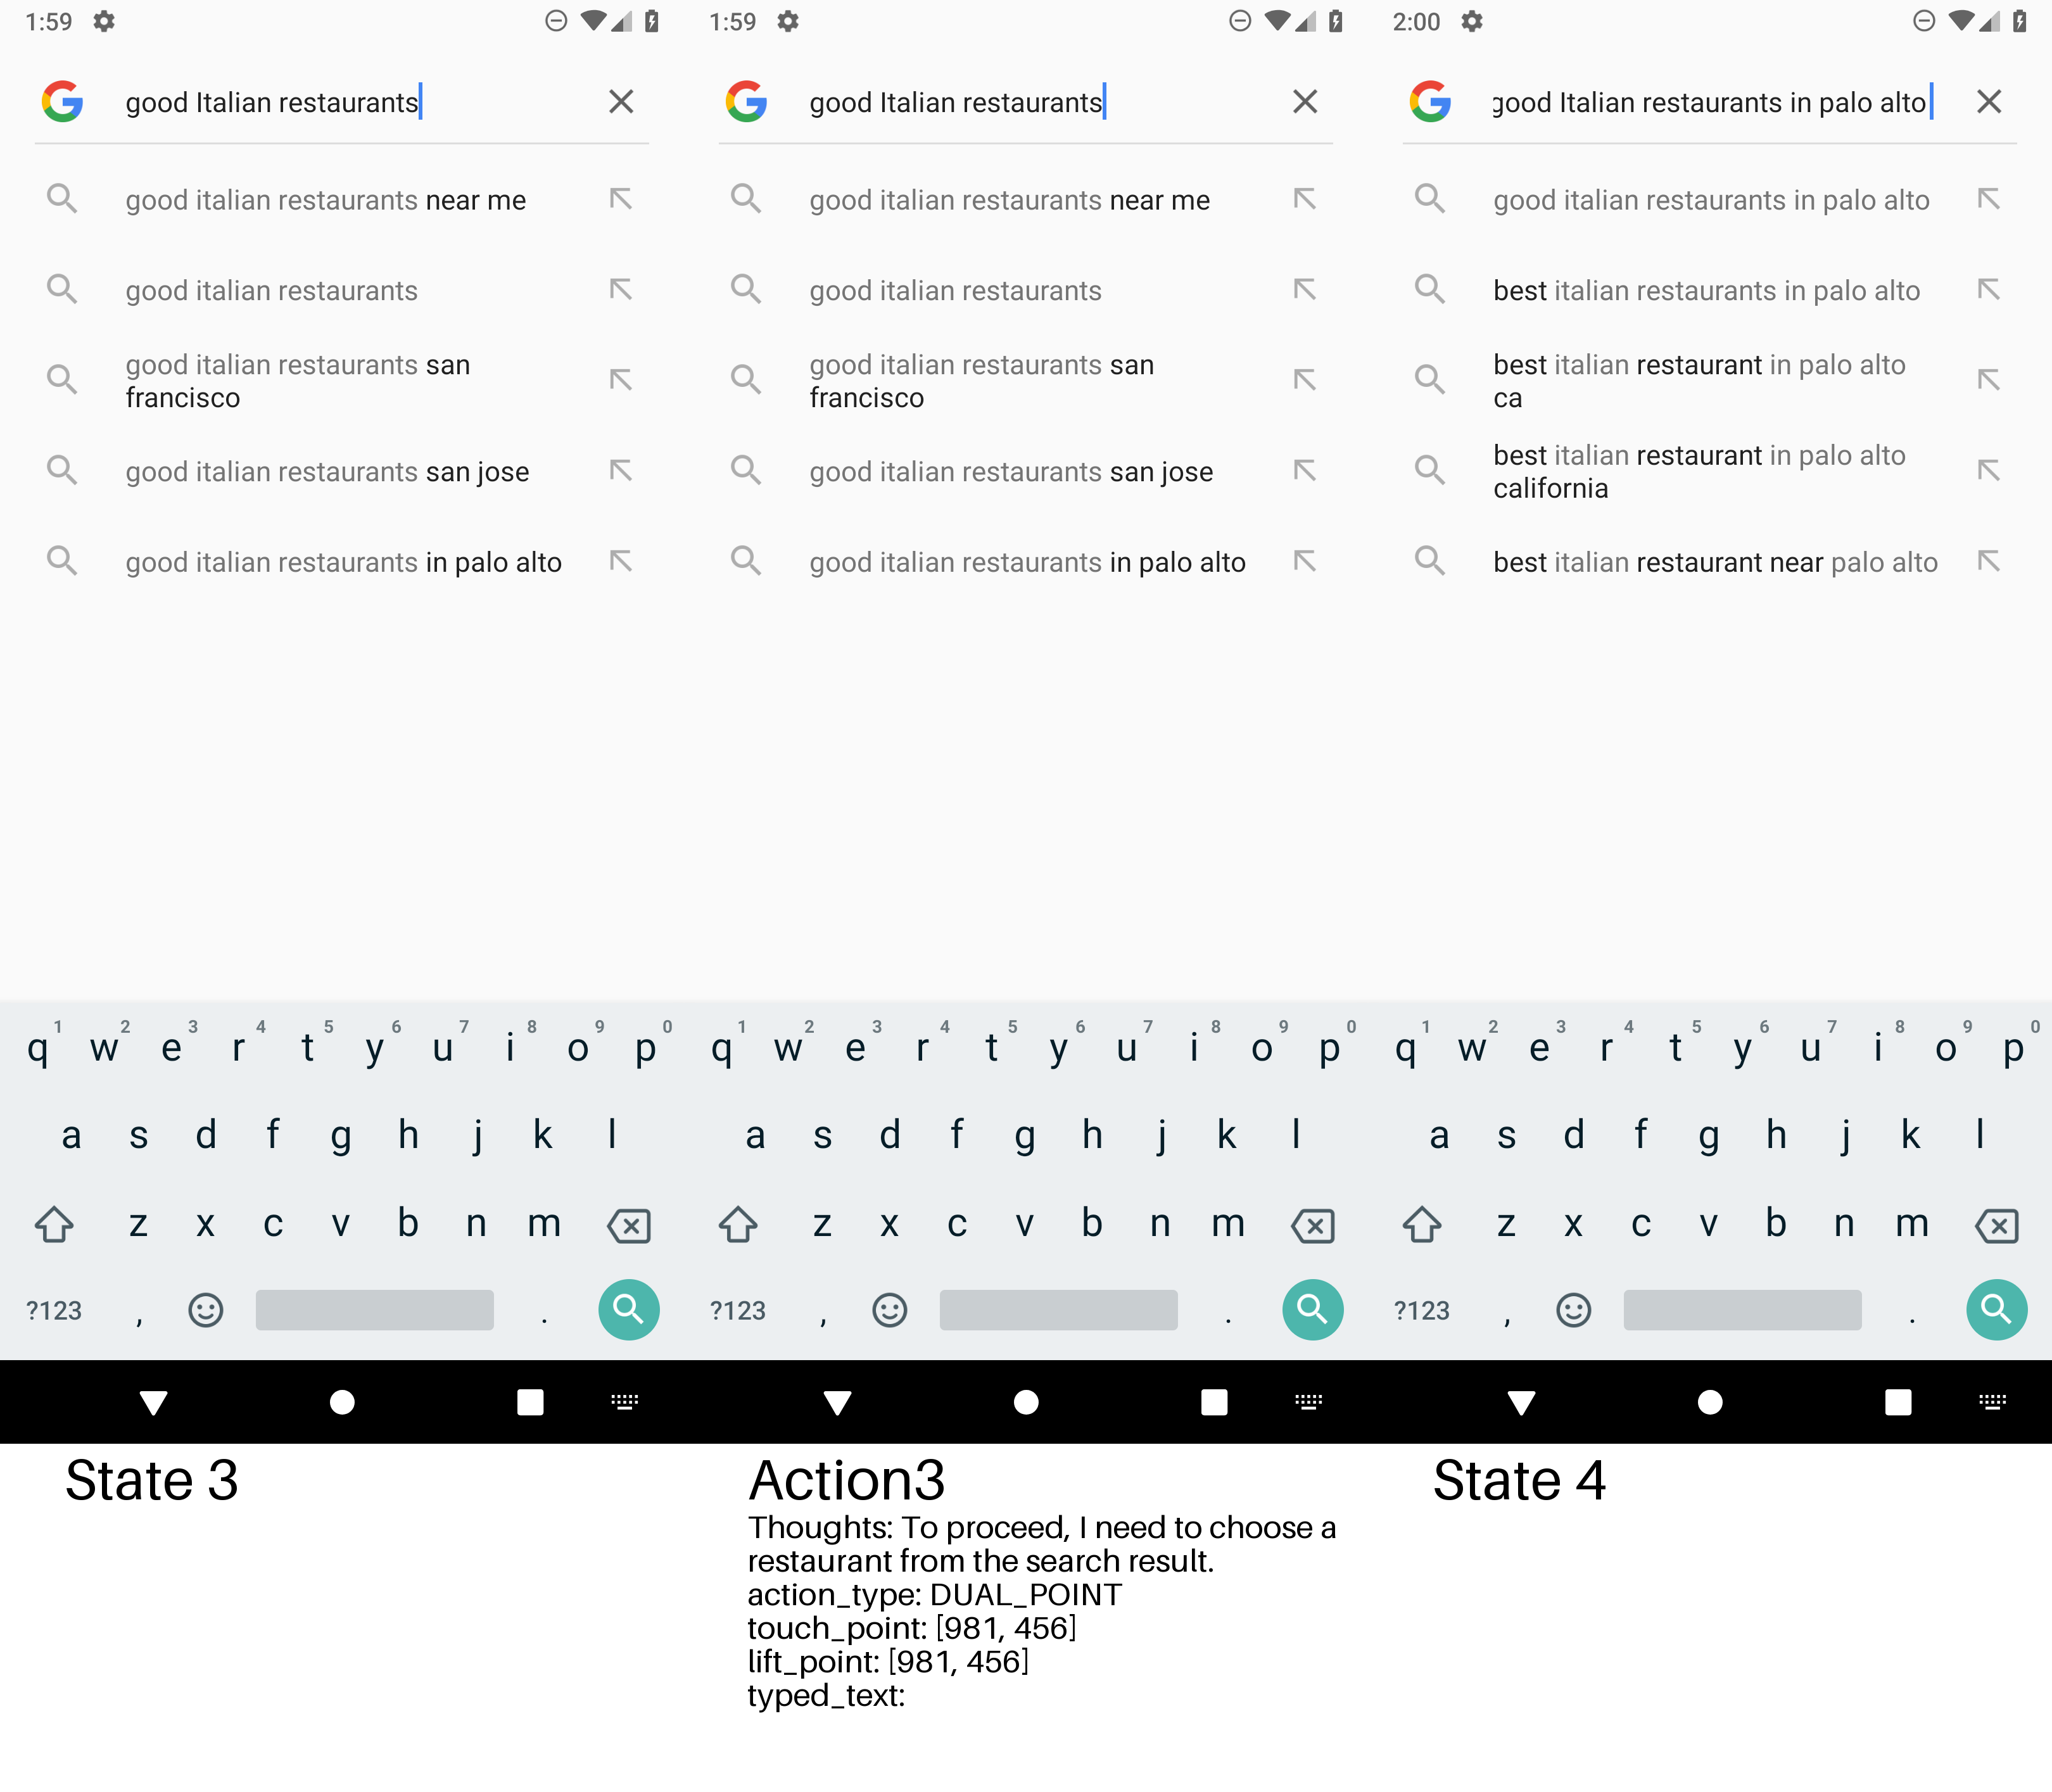 1:59
good Italian restaurants
good italian restaurants near me
good italian restaurants
good italian restaurants san
francisco
good italian restaurants san jose
good italian restaurants in palo alto
1 2 3 4 5 6 7 8 9 0
q w e r t y u i o p
a s d f g h j k l
z x c v b n m
?123 , .
State 3
1:59
good Italian restaurants
good italian restaurants near me
good italian restaurants
good italian restaurants san
francisco
good italian restaurants san jose
good italian restaurants in palo alto
1 2 3 4 5 6 7 8 9 0
q w e r t y u i o p
a s d f g h j k l
z x c v b n m
?123 , .
Action3
Thoughts: To proceed, I need to choose a
restaurant from the search result.
action_type: DUAL_POINT
touch_point: [981, 456]
lift_point: [981, 456]
typed_text:
2:00
good Italian restaurants in palo alto
good italian restaurants in palo alto
best italian restaurants in palo alto
best italian restaurant in palo alto
ca
best italian restaurant in palo alto
california
best italian restaurant near palo alto
1 2 3 4 5 6 7 8 9 0
q w e r t y u i o p
a s d f g h j k l
z x c v b n m
?123 , .
State 4